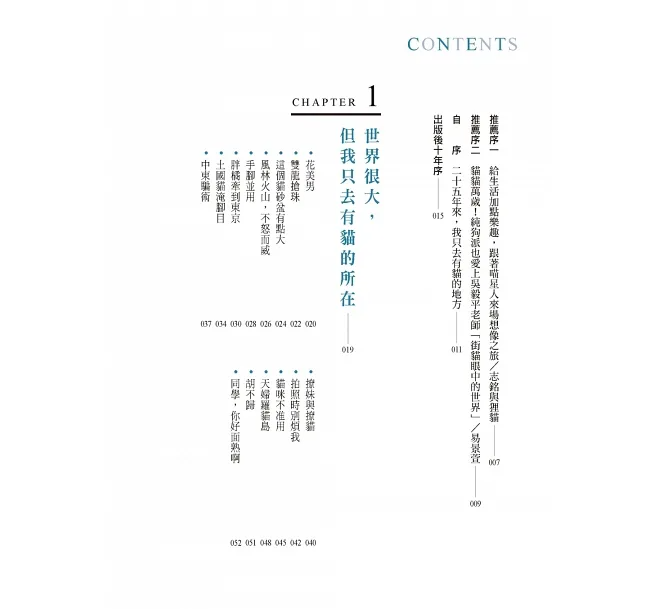 CONTENTS
推薦序一 給生活加點樂趣，跟著喵星人來場想像之旅／志銘與狸貓 007
推薦序二 貓貓萬歲！純狗派也愛上吳毅平老師「街貓眼中的世界」／易景萱 009
自 序 二十五年來，我只去有貓的地方 011
出版後十年序 015
CHAPTER 1
世界很大，
但我只去有貓的所在 019
• 花美男 020
• 雙龍搶珠 022
• 這個貓砂盆有點大 024
• 風林火山，不怒而威 026
• 手腳並用 028
• 胖橘牽到東京 030
• 土國貓淹腳目 034
• 中東騙術 037
• 撩妹與撩貓 040
• 拍照時別煩我 042
• 貓咪不准用 045
• 天婦羅貓島 048
• 胡不歸 051
• 同學，你好面熟啊 052